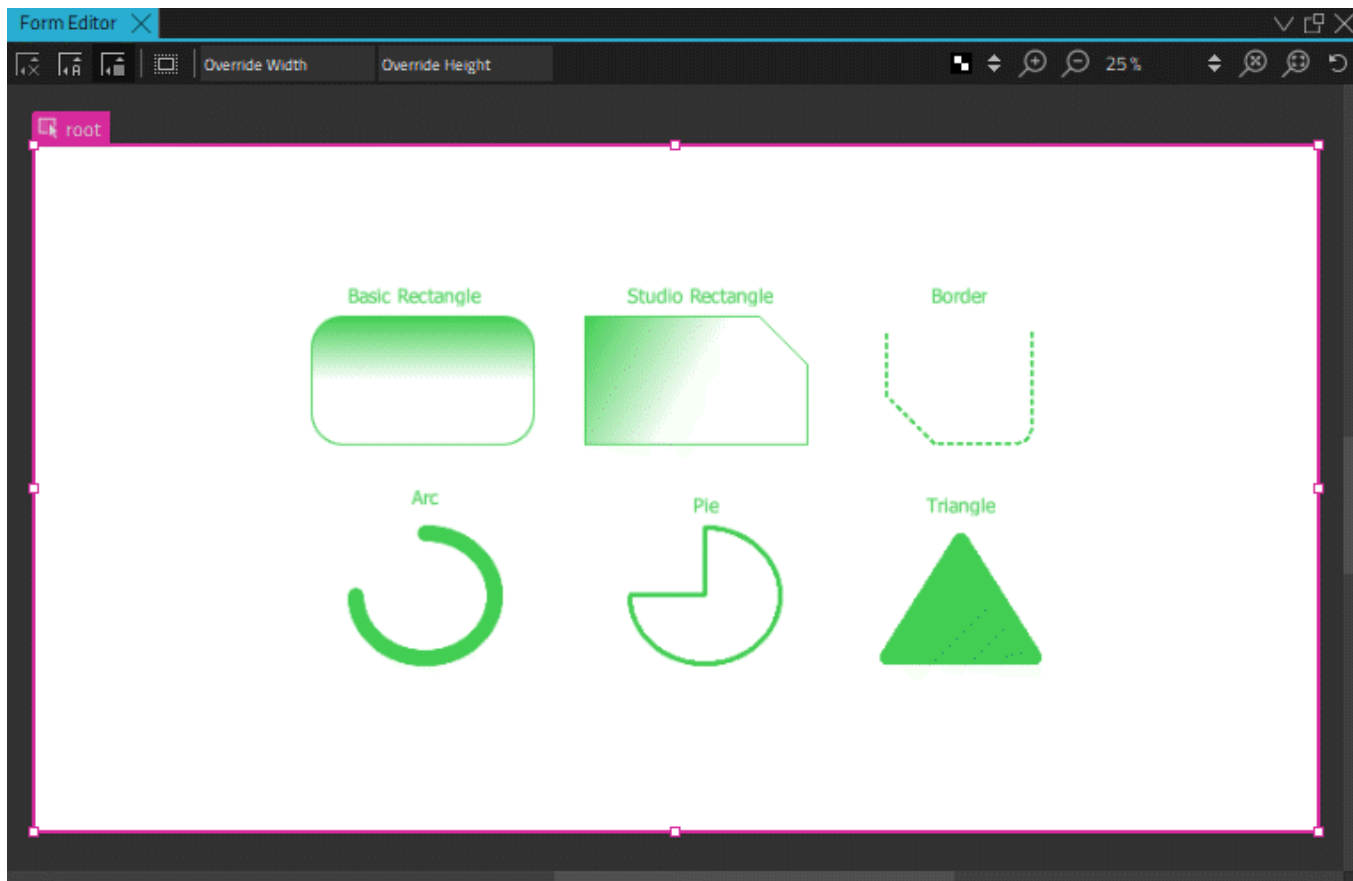 Form Editor
Override Width Override Height 25%
root
Basic Rectangle Studio Rectangle Border
Arc Pie Triangle